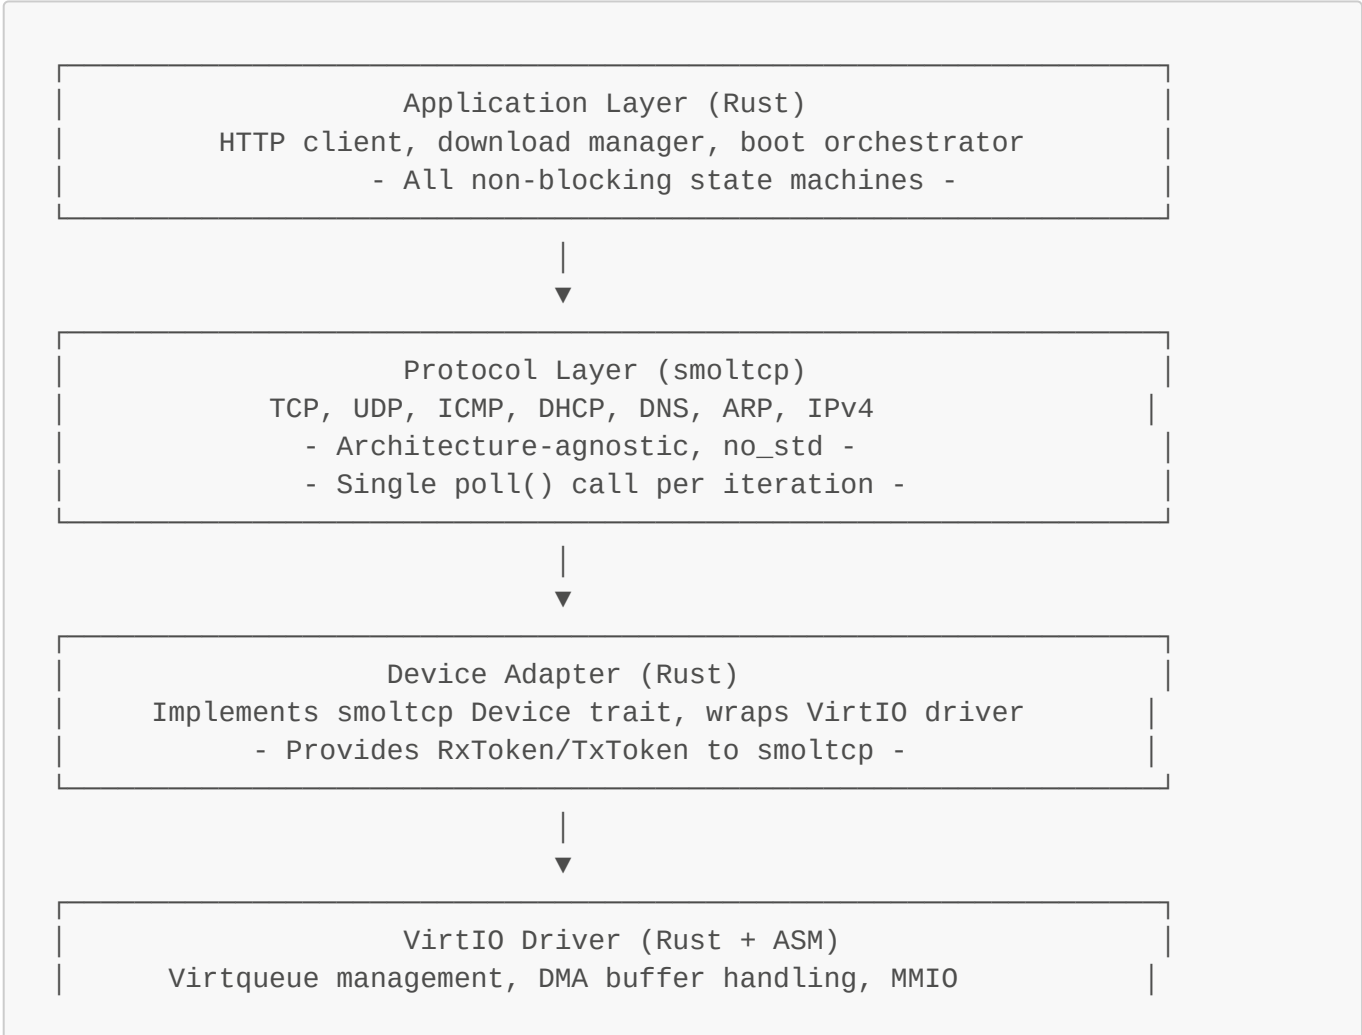 Application Layer (Rust)
HTTP client, download manager, boot orchestrator
- All non-blocking state machines -
Protocol Layer (smoltcp)
TCP, UDP, ICMP, DHCP, DNS, ARP, IPv4
- Architecture-agnostic, no_std -
- Single poll() call per iteration -
Device Adapter (Rust)
Implements smoltcp Device trait, wraps VirtIO driver
- Provides RxToken/TxToken to smoltcp -
VirtIO Driver (Rust + ASM)
Virtqueue management, DMA buffer handling, MMIO